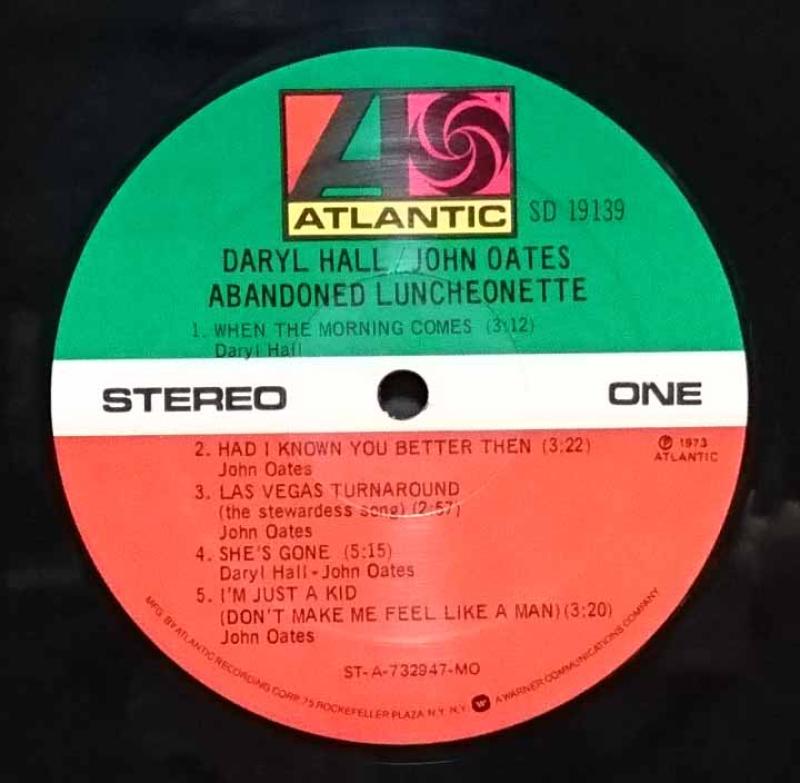 ATLANTIC
SD 19139
DARYL HALL / JOHN OATES
ABANDONED LUNCHEONETTE
1. WHEN THE MORNING COMES (3:12)
Daryl Hall
STEREO
ONE
2. HAD I KNOWN YOU BETTER THEN (3:22)
John Oates
℗ 1973
ATLANTIC
3. LAS VEGAS TURNAROUND
(the stewardess song) (2:57)
John Oates
4. SHE'S GONE (5:15)
Daryl Hall - John Oates
5. I'M JUST A KID
(DON'T MAKE ME FEEL LIKE A MAN) (3:20)
John Oates
ST-A-732947-MO
MFG. BY ATLANTIC RECORDING CORP. 75 ROCKEFELLER PLAZA N.Y. N.Y. W A WARNER COMMUNICATIONS COMPANY